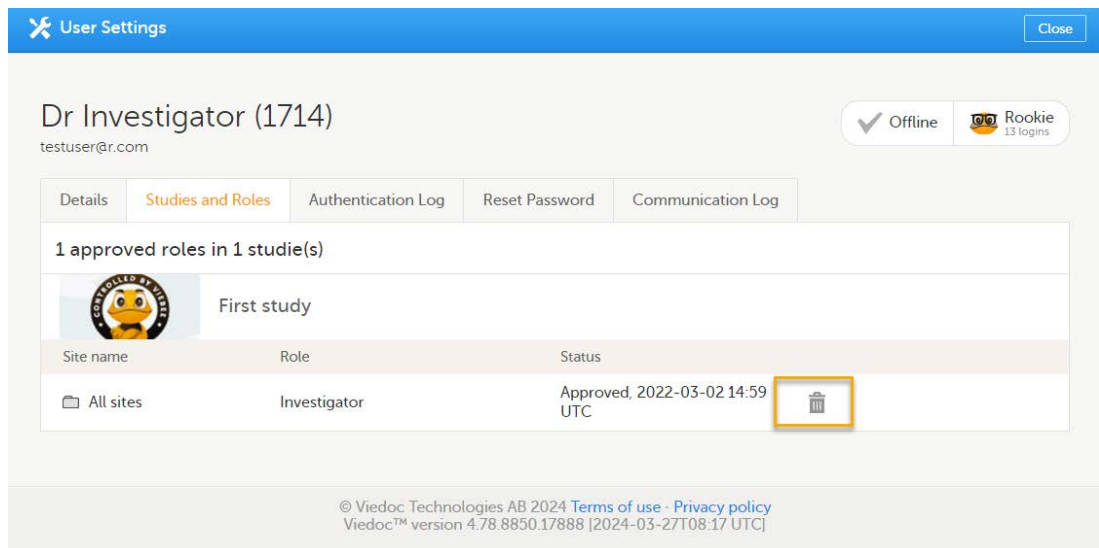 User Settings
Close
Dr Investigator (1714)
testuser@r.com
Offline
Rookie
13 logins
Details
Studies and Roles
Authentication Log
Reset Password
Communication Log
1 approved roles in 1 studie(s)
CONTROLLED BY VIEBEE
First study
Site name
Role
Status
All sites
Investigator
Approved, 2022-03-02 14:59
UTC
© Viedoc Technologies AB 2024 Terms of use · Privacy policy
Viedoc™ version 4.78.8850.17888 [2024-03-27T08:17 UTC]